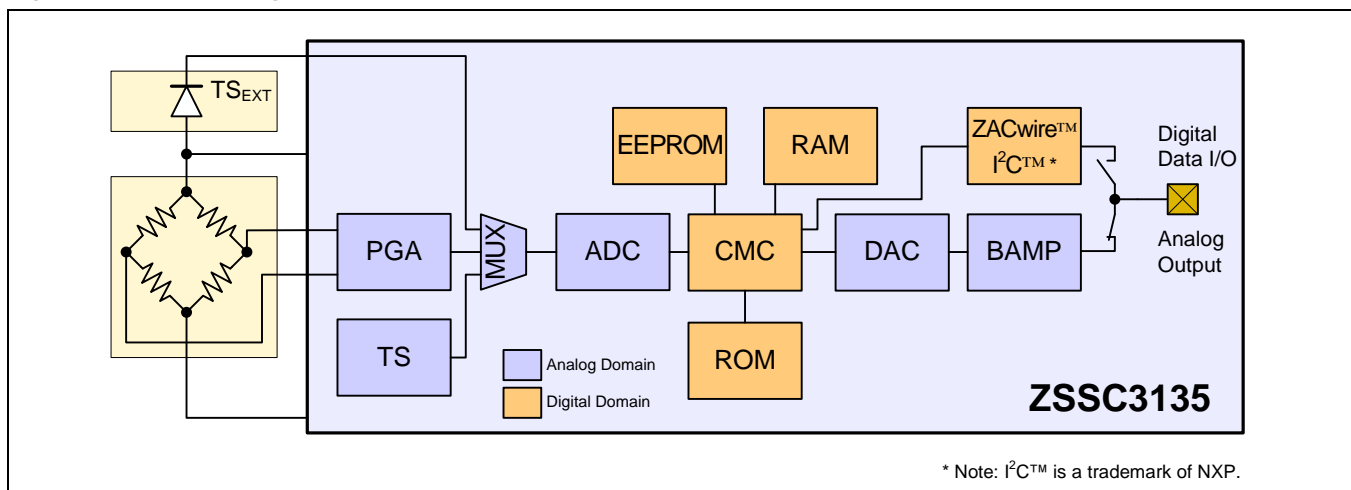 TSEXT
EEPROM
RAM
ZACwire™
I²C™ *
Digital
Data I/O
PGA
MUX
ADC
CMC
DAC
BAMP
Analog
Output
TS
ROM
Analog Domain
Digital Domain
ZSSC3135
* Note: I²C™ is a trademark of NXP.